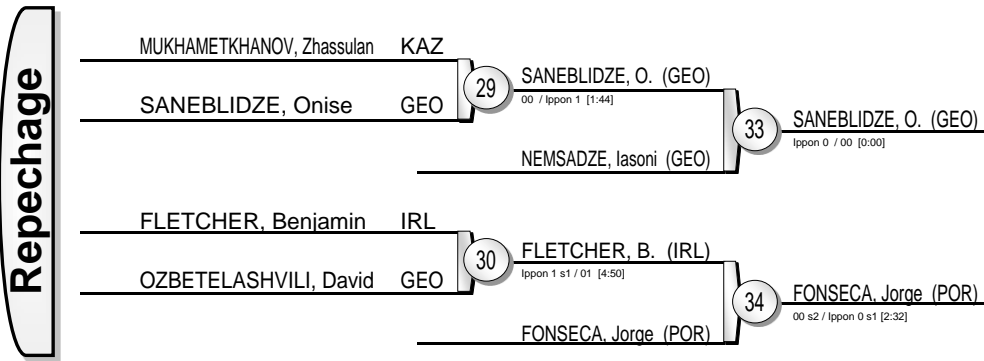 Repechage
MUKHAMETKHANOV, Zhassulan KAZ
SANEBLIDZE, Onise GEO
29
SANEBLIDZE, O. (GEO)
00 / Ippon 1 [1:44]
NEMSADZE, Iasoni (GEO)
33
SANEBLIDZE, O. (GEO)
Ippon 0 / 00 [0:00]
FLETCHER, Benjamin IRL
OZBETELASHVILI, David GEO
30
FLETCHER, B. (IRL)
Ippon 1 s1 / 01 [4:50]
FONSECA, Jorge (POR)
34
FONSECA, Jorge (POR)
00 s2 / Ippon 0 s1 [2:32]